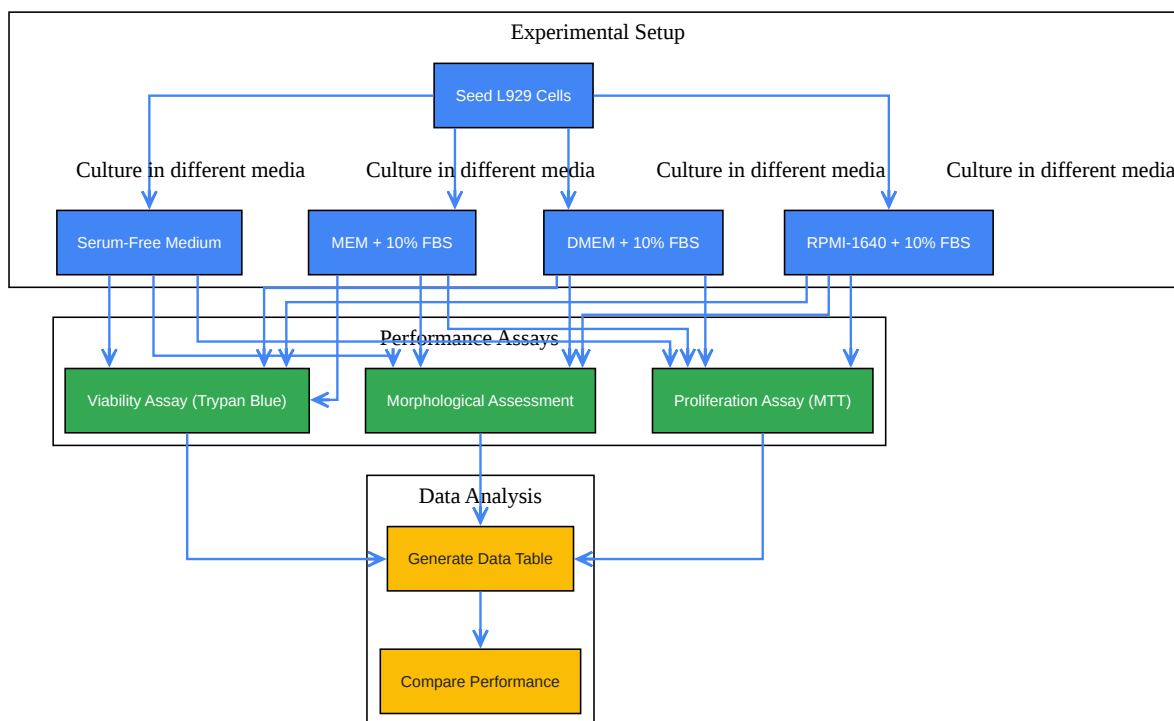 Experimental Setup
Seed L929 Cells
Culture in different media
Culture in different media
Culture in different media
Culture in different media
Serum-Free Medium
MEM + 10% FBS
DMEM + 10% FBS
RPMI-1640 + 10% FBS
Performance Assays
Viability Assay (Trypan Blue)
Morphological Assessment
Proliferation Assay (MTT)
Data Analysis
Generate Data Table
Compare Performance